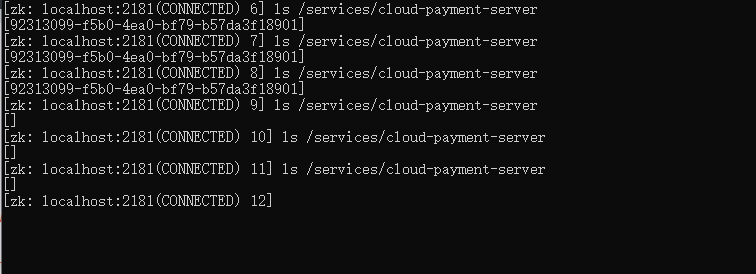 [zk: localhost:2181(CONNECTED) 6] ls /services/cloud-payment-server
[92313099-f5b0-4ea0-bf79-b57da3f18901]
[zk: localhost:2181(CONNECTED) 7] ls /services/cloud-payment-server
[92313099-f5b0-4ea0-bf79-b57da3f18901]
[zk: localhost:2181(CONNECTED) 8] ls /services/cloud-payment-server
[92313099-f5b0-4ea0-bf79-b57da3f18901]
[zk: localhost:2181(CONNECTED) 9] ls /services/cloud-payment-server
[]
[zk: localhost:2181(CONNECTED) 10] ls /services/cloud-payment-server
[]
[zk: localhost:2181(CONNECTED) 11] ls /services/cloud-payment-server
[]
[zk: localhost:2181(CONNECTED) 12]